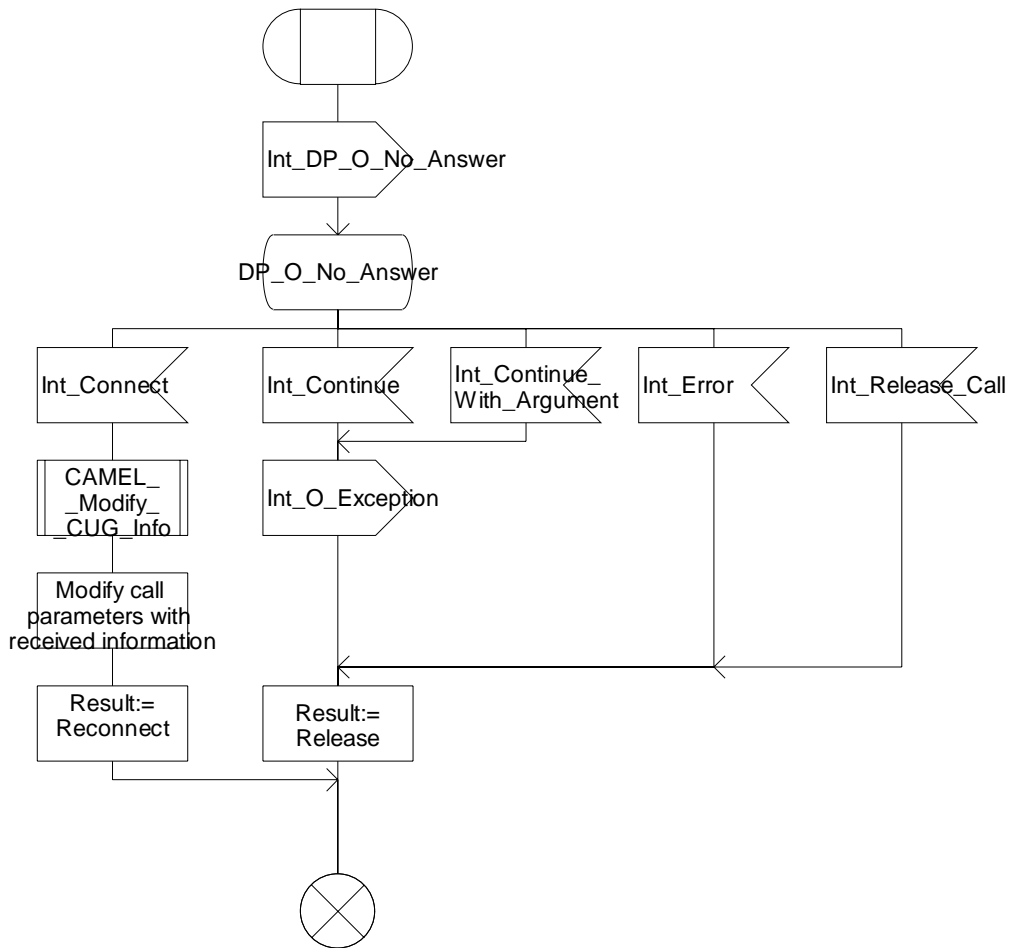 Int_DP_O_No_Answer
DP_O_No_Answer
Int_Connect
Int_Continue
Int_Continue_
With_Argument
Int_Error
Int_Release_Call
CAMEL_
_Modify_
_CUG_Info
Int_O_Exception
Modify call
parameters with
received information
Result:=
Reconnect
Result:=
Release